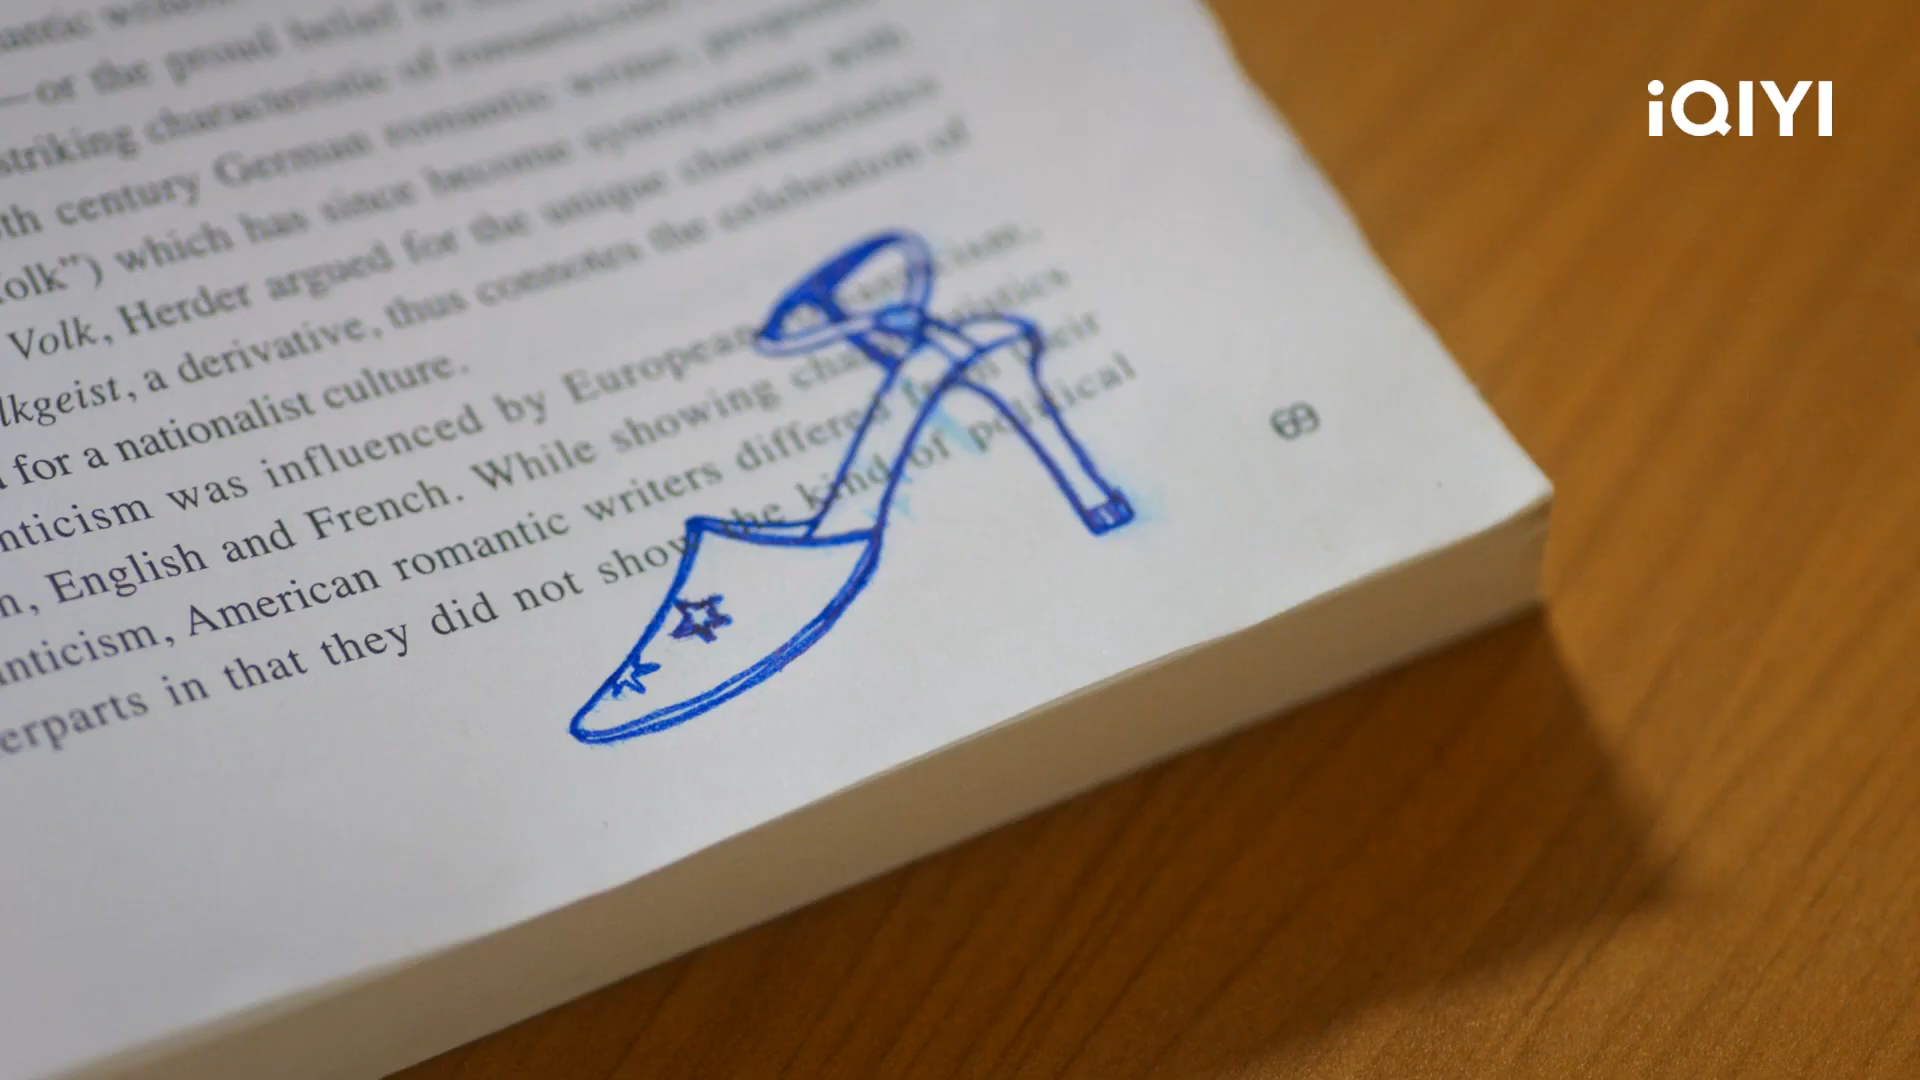 —or the proud belief
striking characteristic of romanticism
th century German romantic writer, 
olk") which has since become synonymous with
Volk, Herder argued for the unique characteristics
lkgeist, a derivative, thus connotes the celebration of
for a nationalist culture.
nticism was influenced by European
n, English and French. While showing
nticism, American romantic writers differed from their
erparts in that they did not show the kind of political
69
iQIYI